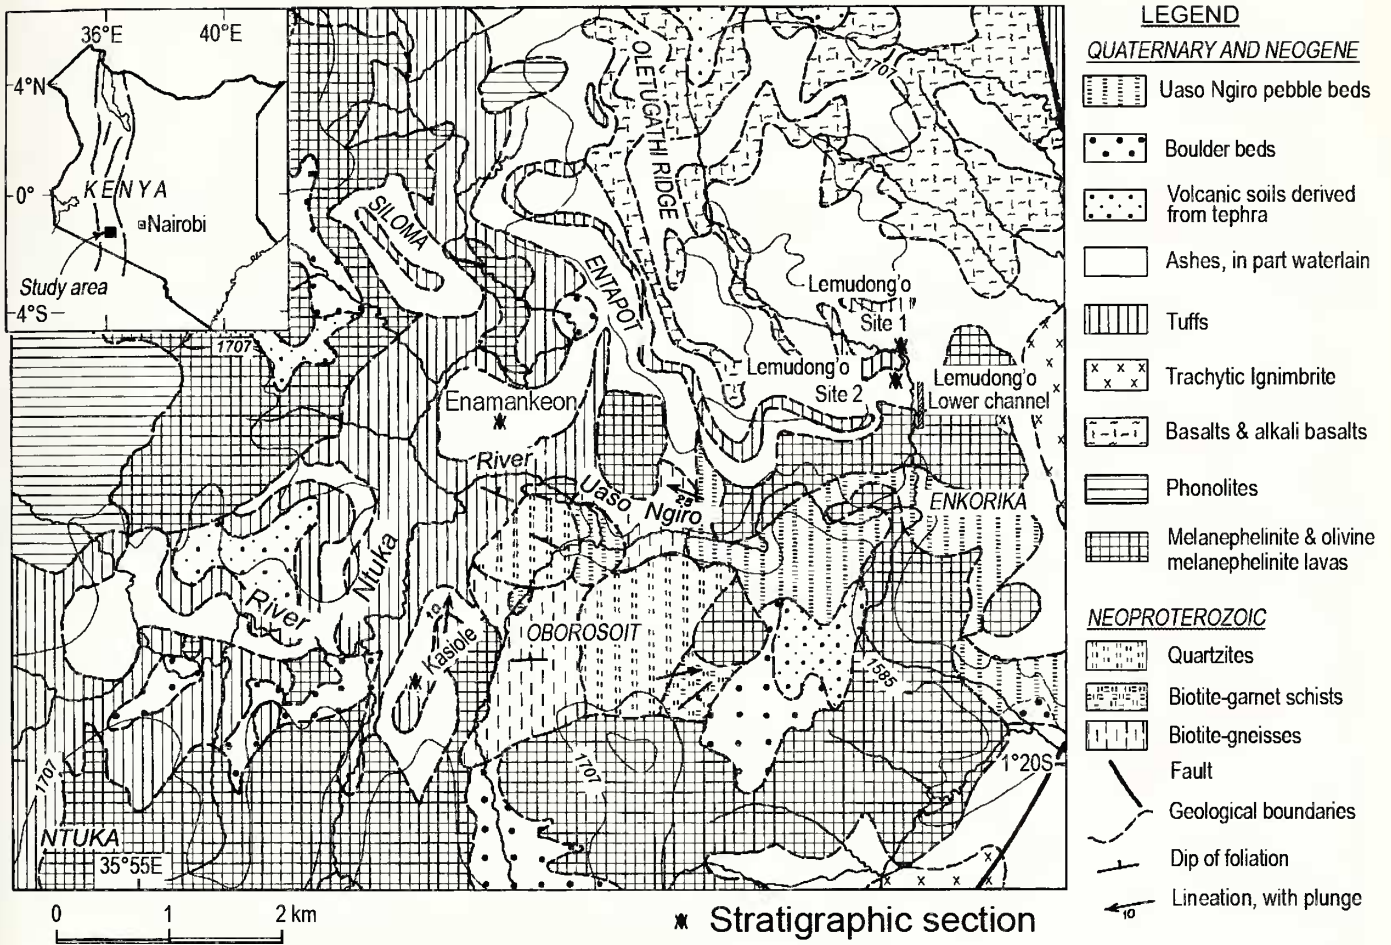 36°E
40°E
4°N
0°
4°S
KENYA
Nairobi
Study area
OLETUGATHI RIDGE
1707
SILOMA
ENTAPOT
Lemudong'o
Site 1
Lemudong'o
Site 2
Lemudong'o
Lower channel
1707
Enamankeon
River
Uaso Ngiro
25
ENKORIKA
Ntuka
River
10
Kasiole
OBOROSOIT
1585
1707
1707
1°20S
NTUKA
35°55E
0 1 2 km
Stratigraphic section
LEGEND
QUATERNARY AND NEOGENE
Uaso Ngiro pebble beds
Boulder beds
Volcanic soils derived
from tephra
Ashes, in part waterlain
Tuffs
Trachytic Ignimbrite
Basalts & alkali basalts
Phonolites
Melanephelinite & olivine
melanephelinite lavas
NEOPROTEROZOIC
Quartzites
Biotite-garnet schists
Biotite-gneisses
Fault
Geological boundaries
Dip of foliation
Lineation, with plunge
10